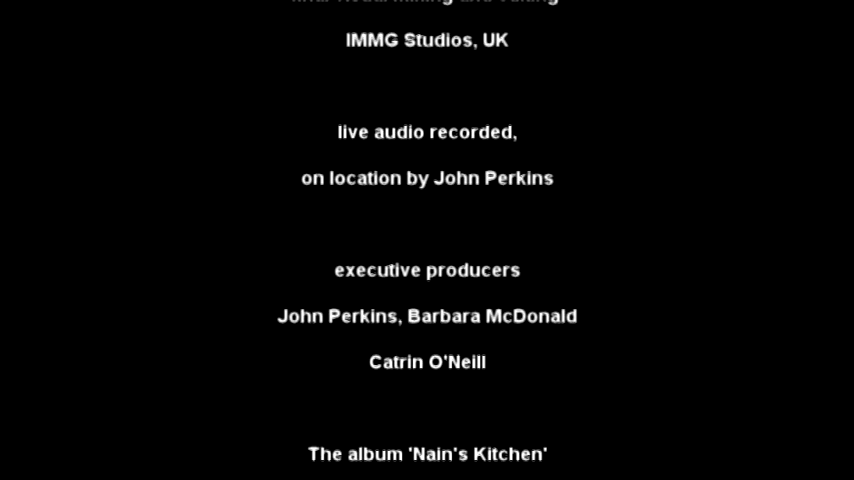 IMMG Studios, UK
live audio recorded,
on location by John Perkins
executive producers
John Perkins, Barbara McDonald
Catrin O'Neill
The album 'Nain's Kitchen'